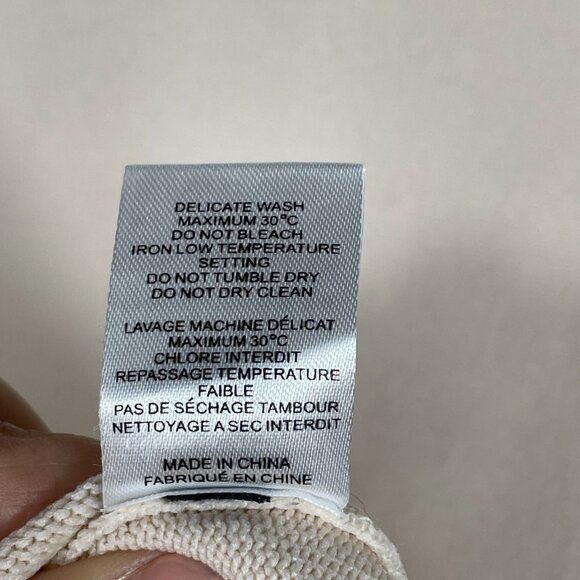 DELICATE WASH
MAXIMUM 30°C
DO NOT BLEACH
IRON LOW TEMPERATURE
SETTING
DO NOT TUMBLE DRY
DO NOT DRY CLEAN
LAVAGE MACHINE DÉLICAT
MAXIMUM 30°C
CHLORE INTERDIT
REPASSAGE TEMPERATURE
FAIBLE
PAS DE SÉCHAGE TAMBOUR
NETTOYAGE A SEC INTERDIT
MADE IN CHINA
FABRIQUÉ EN CHINE